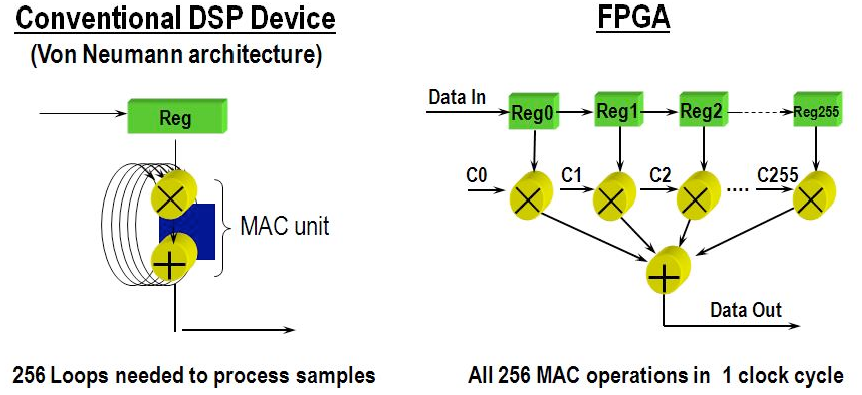 Conventional DSP Device
(Von Neumann architecture)
Reg
MAC unit
256 Loops needed to process samples
FPGA
Data In
Reg0
Reg1
Reg2
Reg255
C0
C1
C2
....
C255
Data Out
All 256 MAC operations in 1 clock cycle